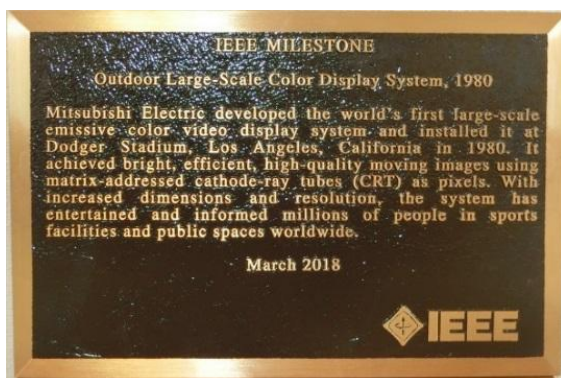 IEEE MILESTONE
Outdoor Large-Scale Color Display System, 1980
Mitsubishi Electric developed the world's first large-scale
emissive color video display system and installed it at
Dodger Stadium, Los Angeles, California in 1980. It
achieved bright, efficient, high-quality moving images using
matrix-addressed cathode-ray tubes (CRT) as pixels. With
increased dimensions and resolution, the system has
entertained and informed millions of people in sports
facilities and public spaces worldwide.
March 2018
IEEE